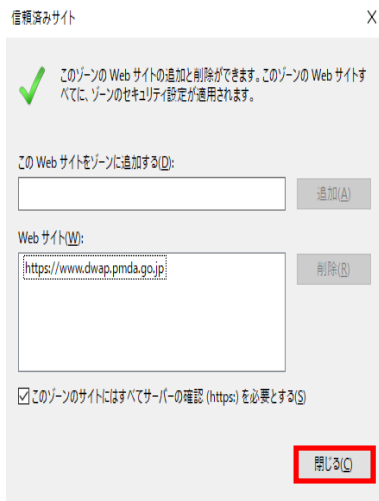 信頼済みサイト
このゾーンの Web サイトの追加と削除ができます。このゾーンの Web サイトす
べてに、ゾーンのセキュリティ設定が適用されます。
この Web サイトをゾーンに追加する(D):
追加(A)
Web サイト(W):
https://www.dwap.pmda.go.jp
削除(R)
このゾーンのサイトにはすべてサーバーの確認 (https:) を必要とする(S)
閉じる(C)